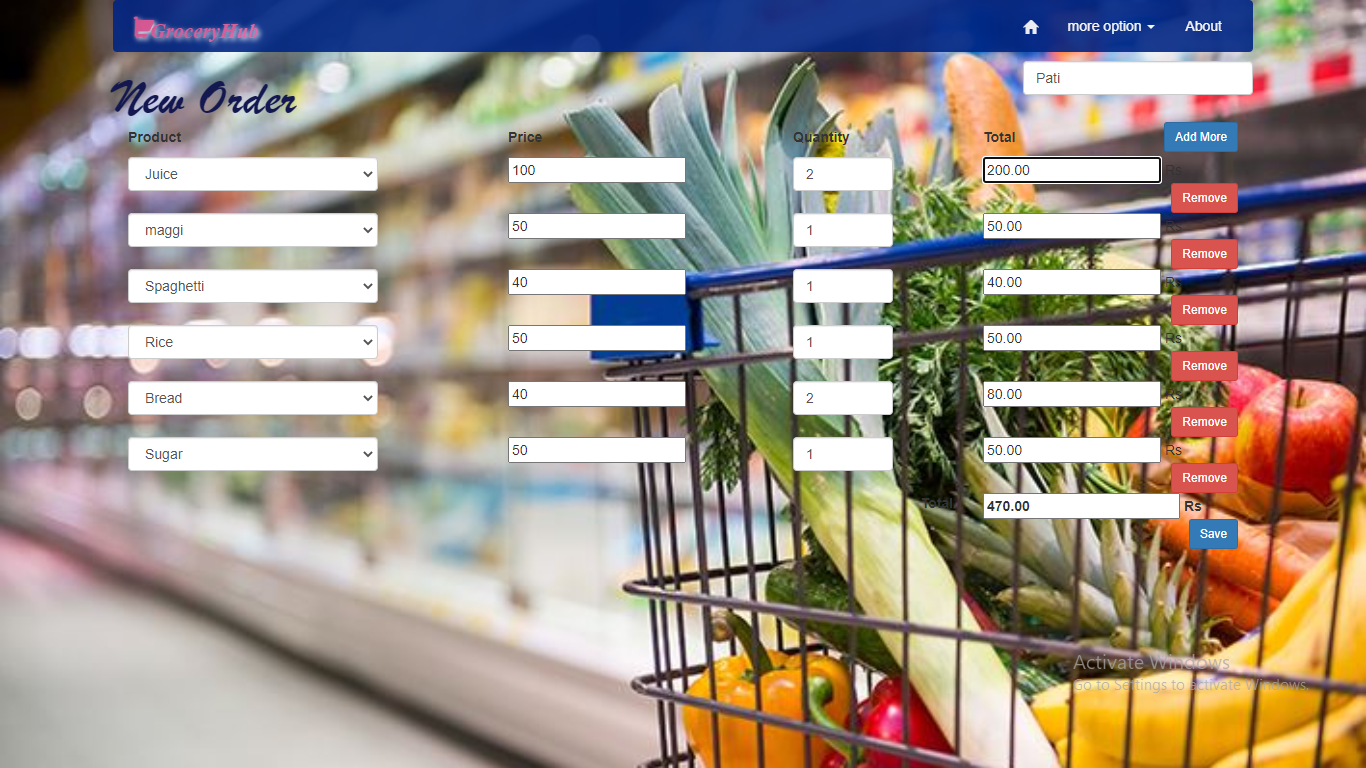 GroceryHub more option About
Pati
New Order
Product Price Quantity Total Add More
Juice 100 2 200.00 Rs
Remove
maggi 50 1 50.00 Rs
Remove
Spaghetti 40 1 40.00 Rs
Remove
Rice 50 1 50.00 Rs
Remove
Bread 40 2 80.00 Rs
Remove
Sugar 50 1 50.00 Rs
Remove
Total 470.00 Rs
Save
Activate Windows
Go to Settings to activate Windows.